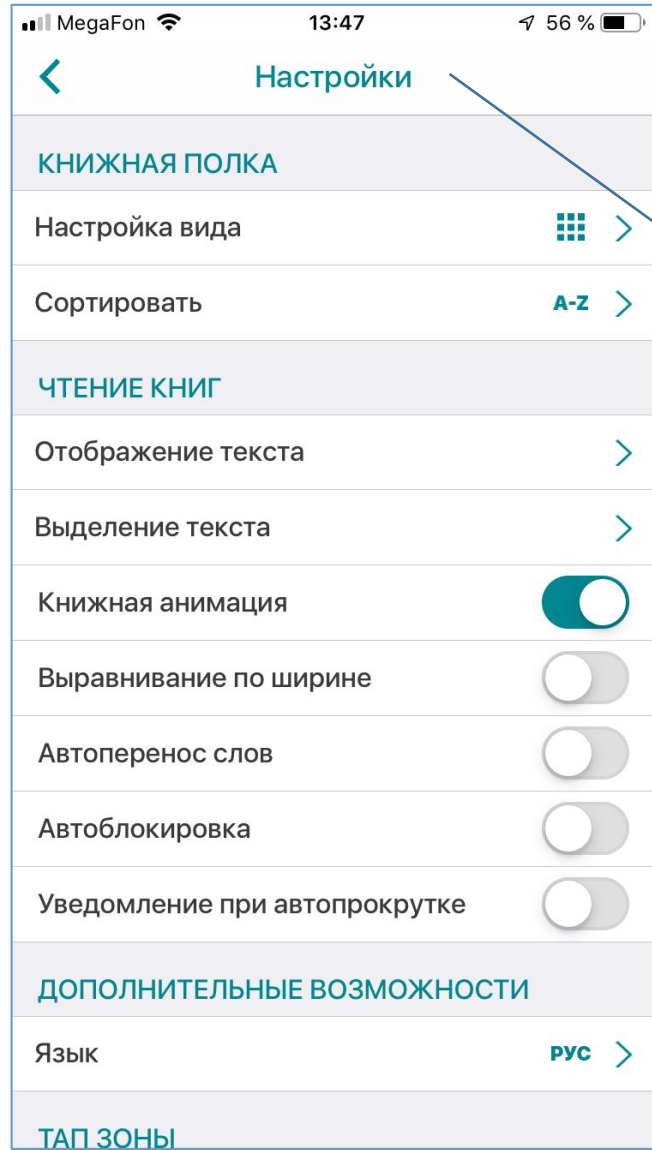 MegaFon 13:47 56 %
Настройки
КНИЖНАЯ ПОЛКА
Настройка вида
Сортировать A-Z
ЧТЕНИЕ КНИГ
Отображение текста
Выделение текста
Книжная анимация
Выравнивание по ширине
Автоперенос слов
Автоблокировка
Уведомление при автопрокрутке
ДОПОЛНИТЕЛЬНЫЕ ВОЗМОЖНОСТИ
Язык РУС
ТАП ЗОНЫ